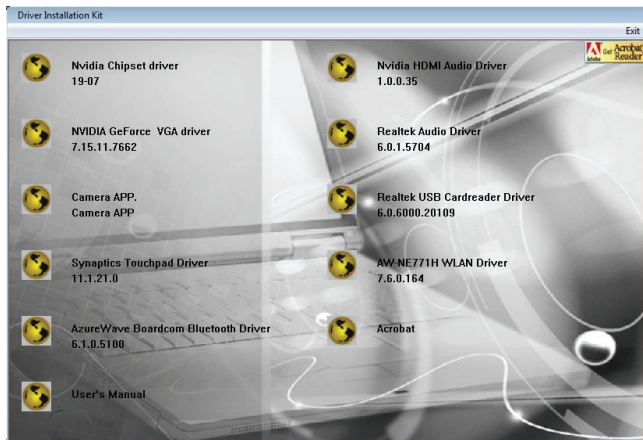 Driver Installation Kit
Exit
Get Acrobat Reader
Adobe
Nvidia Chipset driver
19-07
Nvidia HDMI Audio Driver
1.0.0.35
NVIDIA GeForce VGA driver
7.15.11.7662
Realtek Audio Driver
6.0.1.5704
Camera APP.
Camera APP
Realtek USB Cardreader Driver
6.0.6000.20109
Synaptics Touchpad Driver
11.1.21.0
AW-NE771H WLAN Driver
7.6.0.164
AzureWave Boardcom Bluetooth Driver
6.1.0.5100
Acrobat
User's Manual